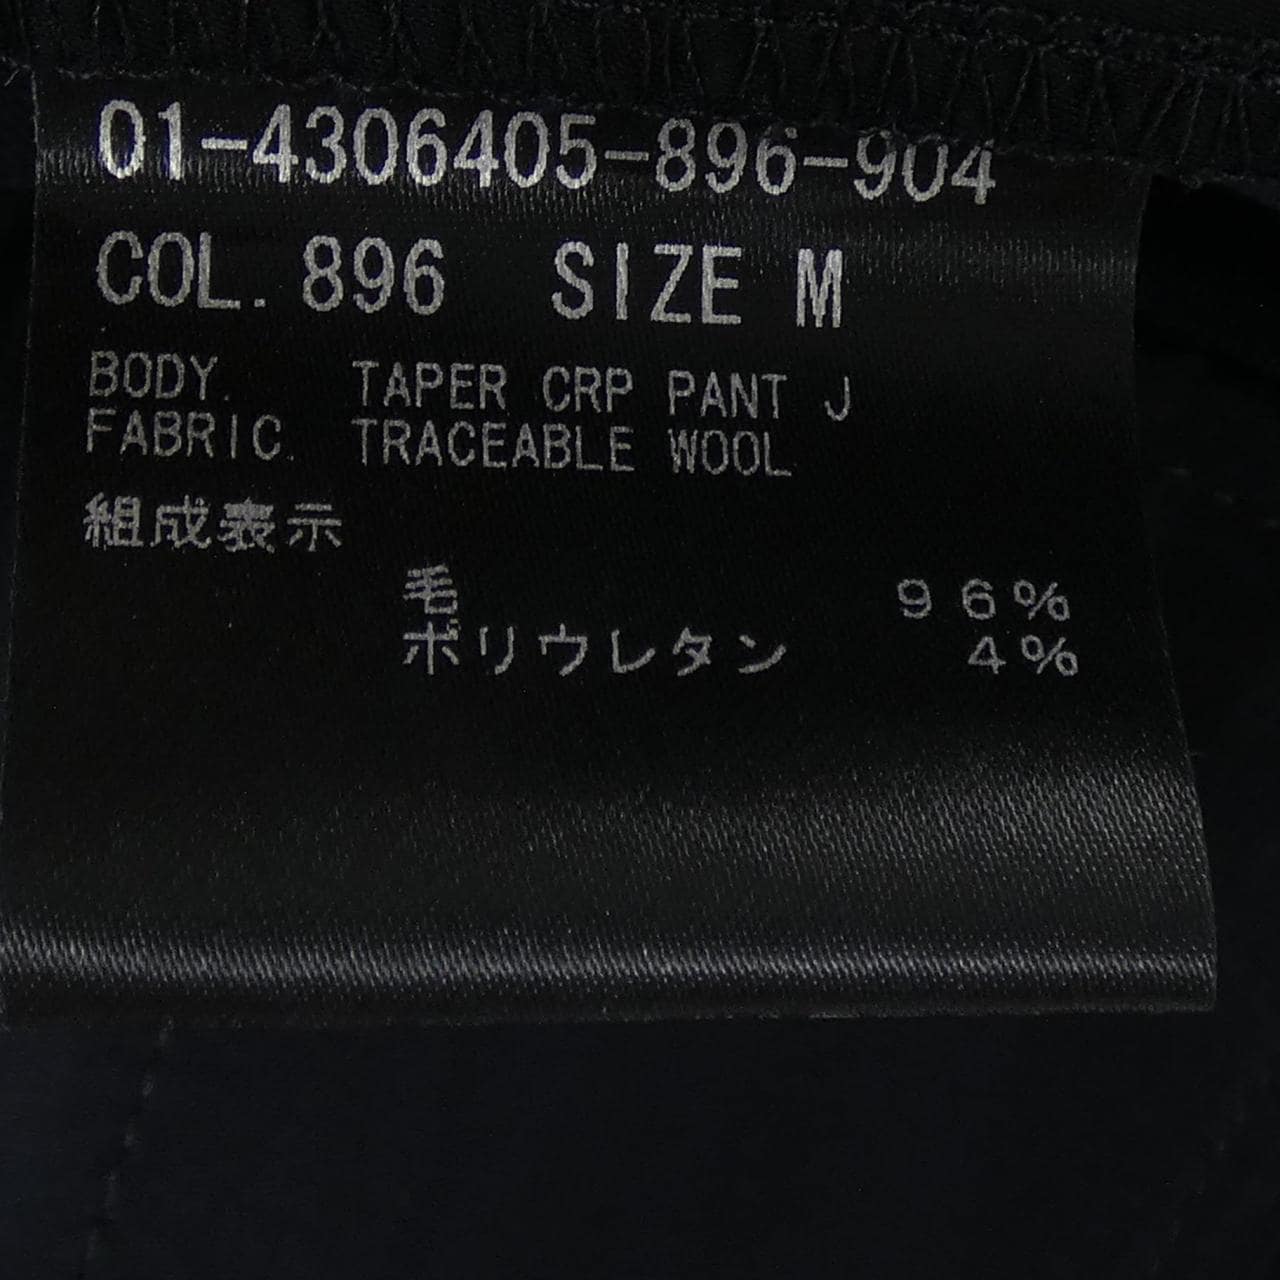 01-4306405-896-904
COL. 896 SIZE M
BODY. TAPER CRP PANT J
FABRIC. TRACEABLE WOOL
組成表示
毛 96%
ポリウレタン 4%